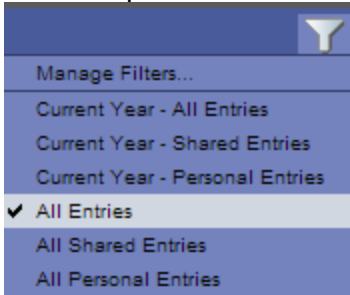 Manage Filters...
Current Year - All Entries
Current Year - Shared Entries
Current Year - Personal Entries
All Entries
All Shared Entries
All Personal Entries